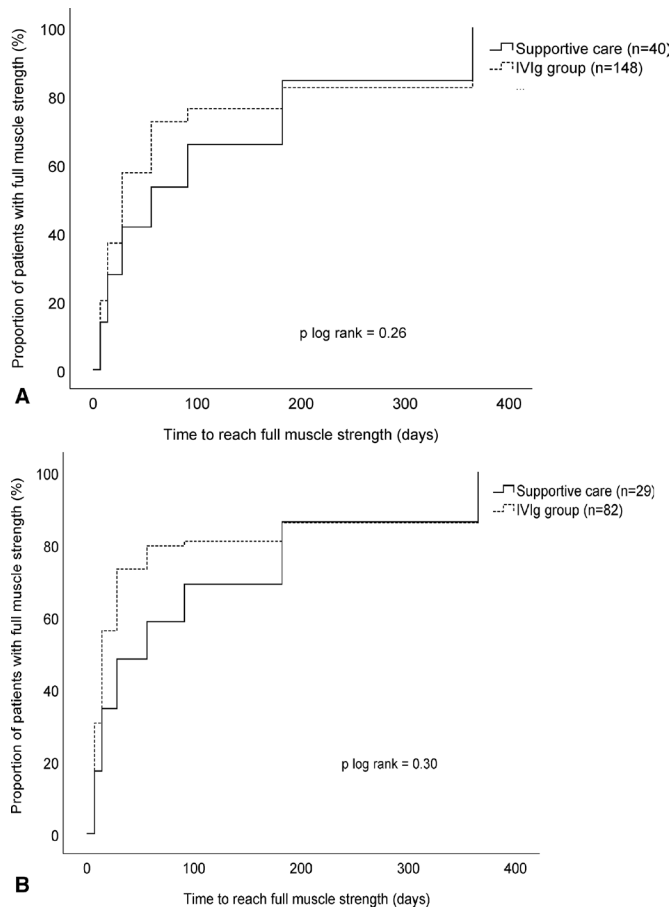 100
80
60
40
20
0
Proportion of patients with full muscle strength (%)
Supportive care (n=40)
IVIg group (n=148)
...
p log rank = 0.26
A
0 100 200 300 400
Time to reach full muscle strength (days)
100
80
60
40
20
0
Proportion of patients with full muscle strength (%)
Supportive care (n=29)
IVIg group (n=82)
p log rank = 0.30
B
0 100 200 300 400
Time to reach full muscle strength (days)